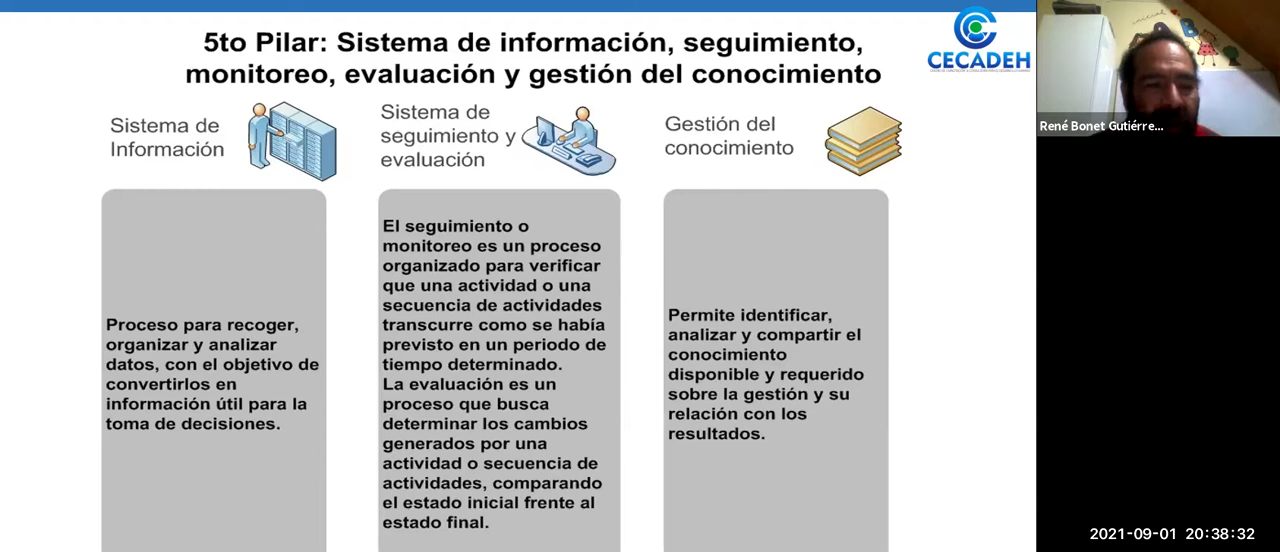 5to Pilar: Sistema de información, seguimiento,
monitoreo, evaluación y gestión del conocimiento
CECADEH
René Bonet Gutiérre...
Sistema de
Información
Sistema de
seguimiento y
evaluación
Gestión del
conocimiento
Proceso para recoger,
organizar y analizar
datos, con el objetivo de
convertirlos en
información útil para la
toma de decisiones.
El seguimiento o
monitoreo es un proceso
organizado para verificar
que una actividad o una
secuencia de actividades
transcurre como se había
previsto en un periodo de
tiempo determinado.
La evaluación es un
proceso que busca
determinar los cambios
generados por una
actividad o secuencia de
actividades, comparando
el estado inicial frente al
estado final.
Permite identificar,
analizar y compartir el
conocimiento
disponible y requerido
sobre la gestión y su
relación con los
resultados.
2021-09-01 20:38:32